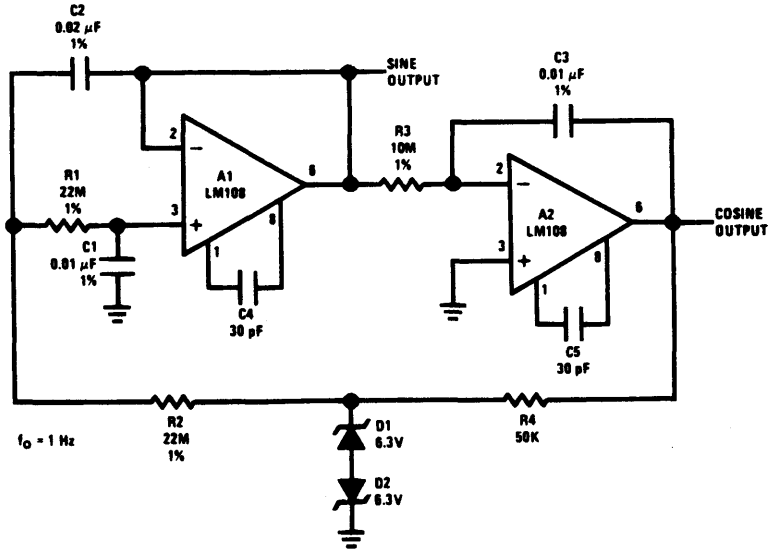 C2
0.02 µF
1%
SINE
OUTPUT
C3
0.01 µF
1%
R3
10M
1%
2
−
A1
LM108
6
R1
22M
1%
3
+
8
1
C1
0.01 µF
1%
C4
30 pF
2
−
A2
LM108
6
COSINE
OUTPUT
3
+
8
1
C5
30 pF
R2
22M
1%
R4
50K
D1
6.3V
D2
6.3V
fO = 1 Hz